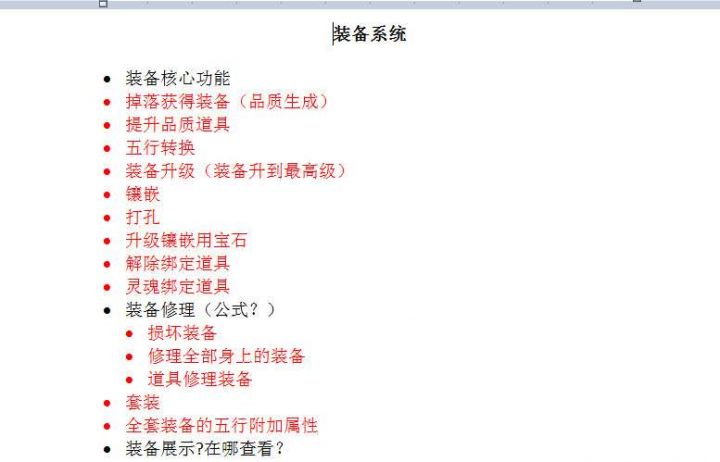 装备系统
装备核心功能
掉落获得装备（品质生成）
提升品质道具
五行转换
装备升级（装备升到最高级）
镶嵌
打孔
升级镶嵌用宝石
解除绑定道具
灵魂绑定道具
装备修理（公式？）
损坏装备
修理全部身上的装备
道具修理装备
套装
全套装备的五行附加属性
装备展示?在哪查看？